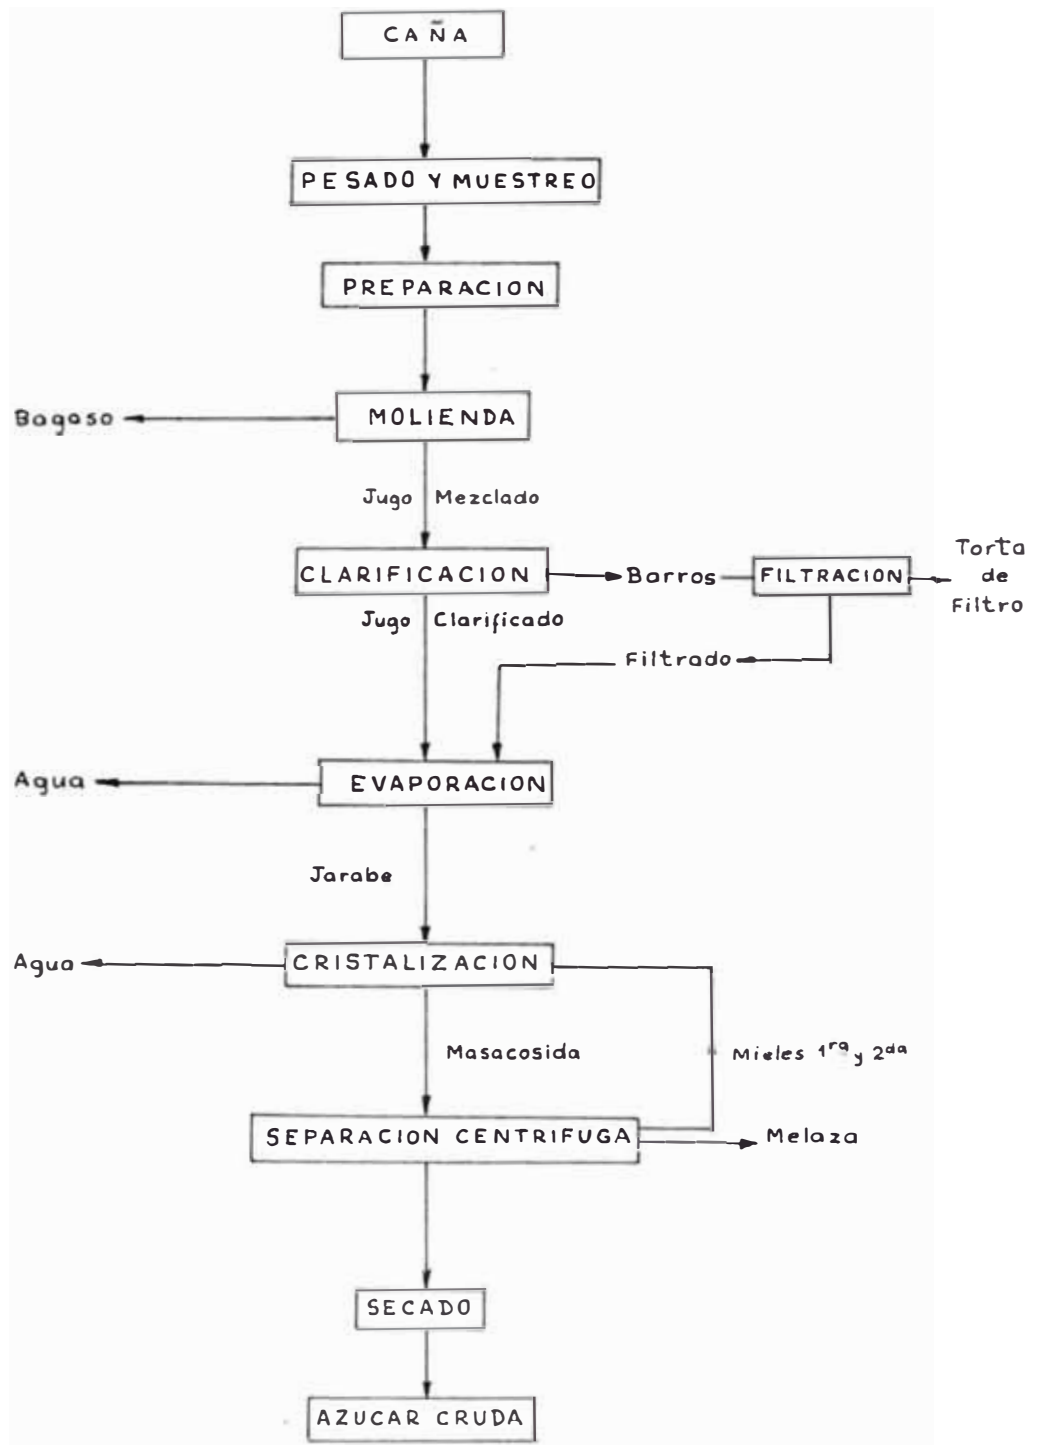 CAÑA
PESADO Y MUESTREO
PREPARACION
Bagaso
MOLIENDA
Jugo Mezclado
CLARIFICACION
Barros
FILTRACION
Torta
de
Filtro
Jugo Clarificado
Filtrado
Agua
EVAPORACION
Jarabe
Agua
CRISTALIZACION
Masacosida
Mieles 1ra y 2da
SEPARACION CENTRIFUGA
Melaza
SECADO
AZUCAR CRUDA